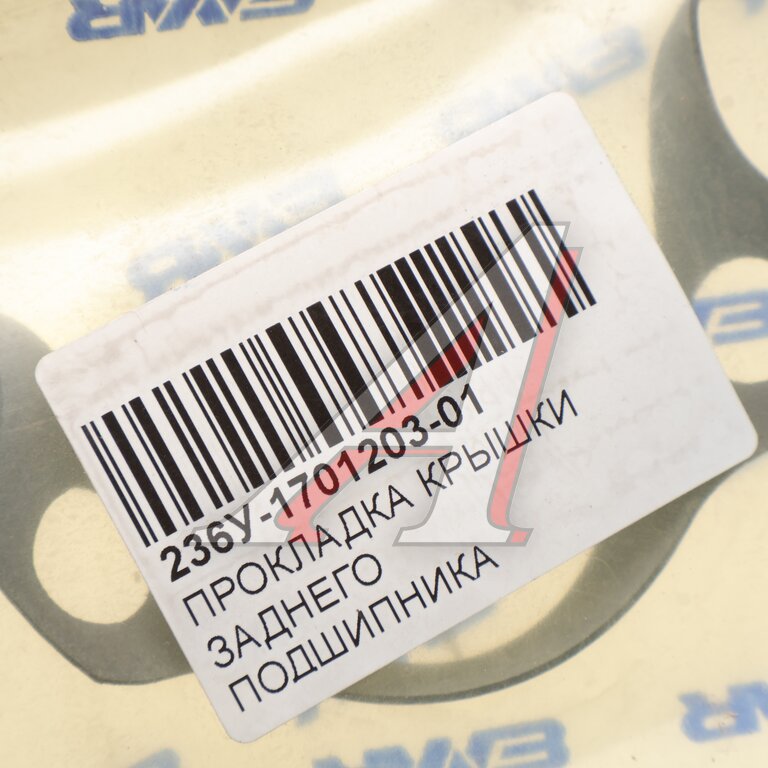 236У-1701203-01
ПРОКЛАДКА КРЫШКИ
ЗАДНЕГО
ПОДШИПНИКА